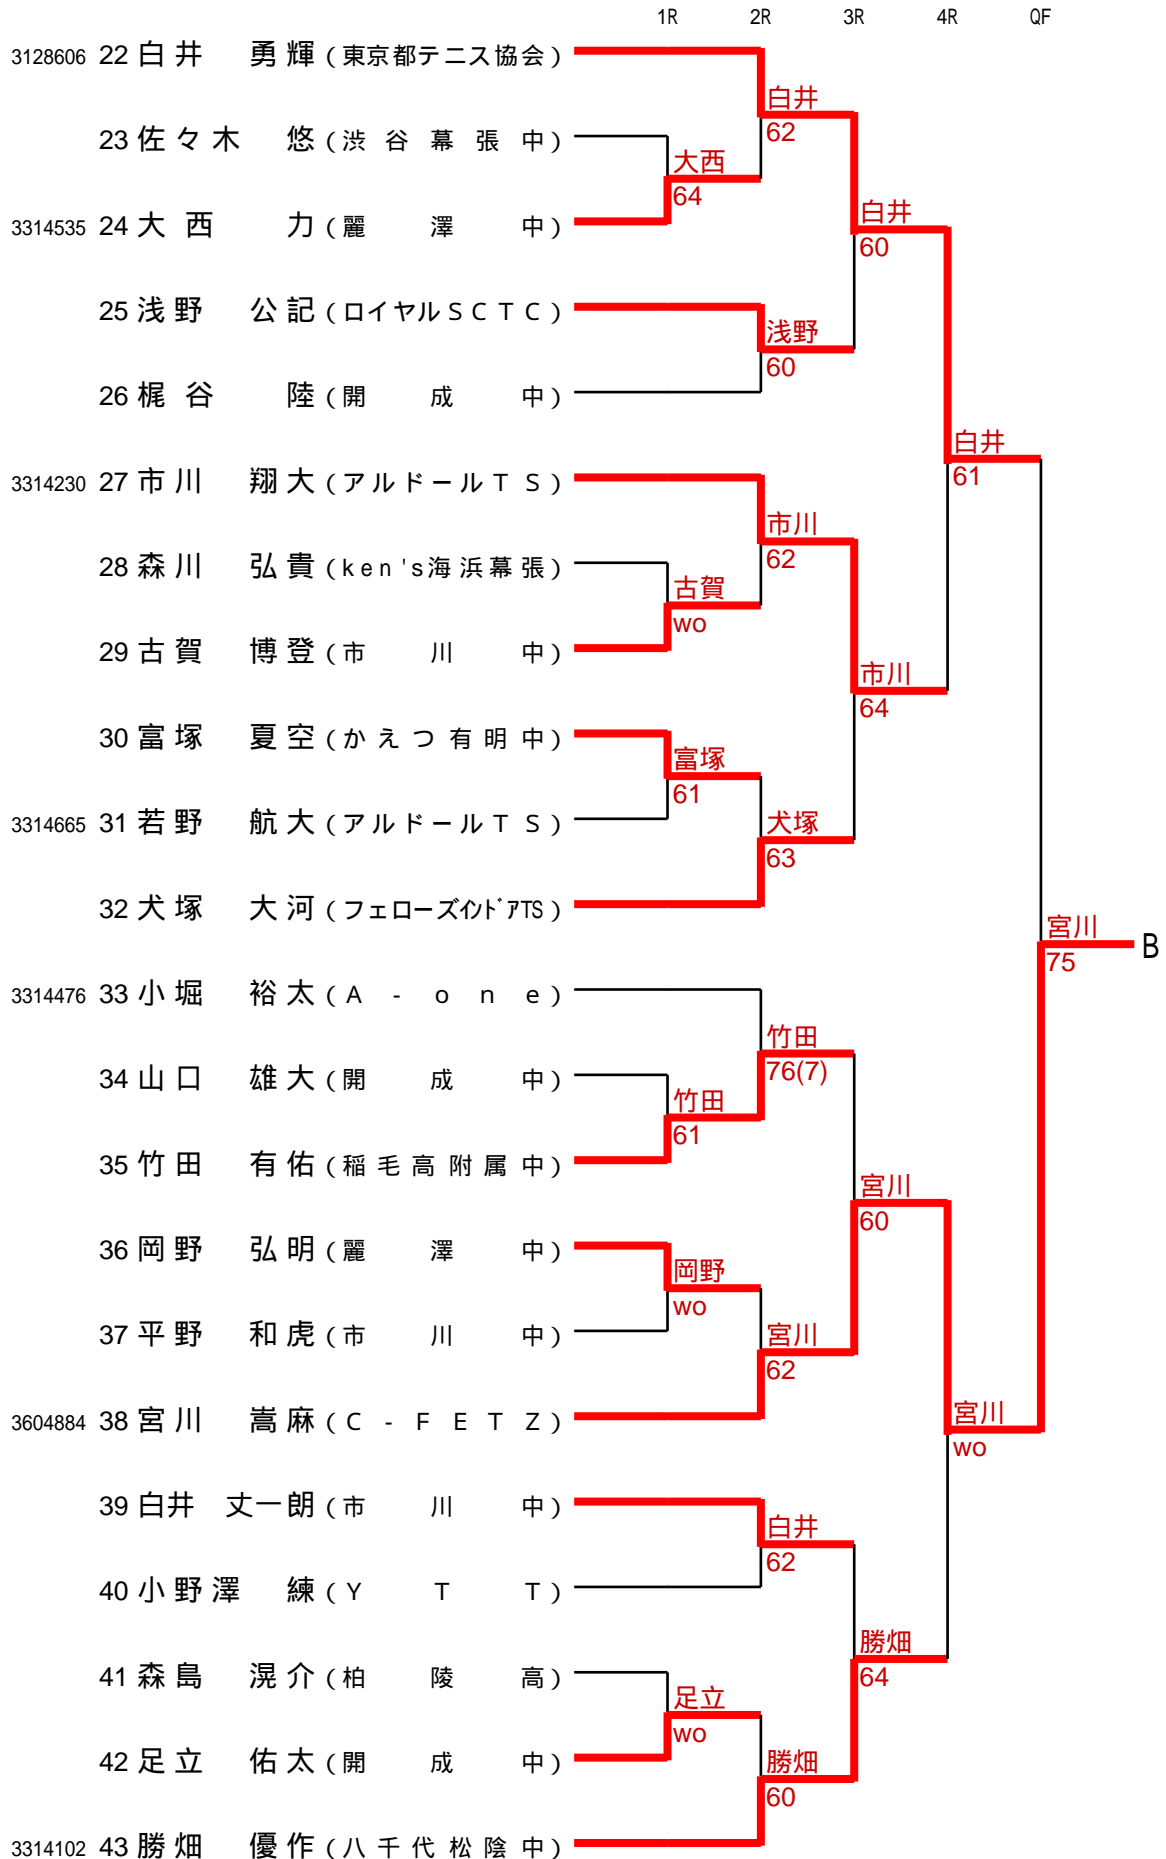 1R 2R 3R 4R QF
3128606 22 白井 勇輝 (東京都テニス協会)
白井
62
23 佐々木 悠 (渋谷幕張中)
大西
64
3314535 24 大西 力 (麗澤中)
白井
60
25 浅野 公記 (ロイヤルSCTC)
浅野
60
26 梶谷 陸 (開成中)
白井
61
3314230 27 市川 翔大 (アルドールTS)
市川
62
28 森川 弘貴 (ken's海浜幕張)
古賀
wo
29 古賀 博登 (市川中)
市川
64
30 富塚 夏空 (かえつ有明中)
富塚
61
3314665 31 若野 航大 (アルドールTS)
犬塚
63
32 犬塚 大河 (フェローズインドアTS)
宮川
75
B
3314476 33 小堀 裕太 (A-one)
竹田
76(7)
34 山口 雄大 (開成中)
竹田
61
35 竹田 有佑 (稲毛高附属中)
宮川
60
36 岡野 弘明 (麗澤中)
岡野
wo
37 平野 和虎 (市川中)
宮川
62
3604884 38 宮川 嵩麻 (C-FETZ)
宮川
wo
39 白井 丈一朗 (市川中)
白井
62
40 小野澤 練 (YTT)
勝畑
64
41 森島 滉介 (柏陵高)
足立
wo
42 足立 佑太 (開成中)
勝畑
60
3314102 43 勝畑 優作 (八千代松陰中)